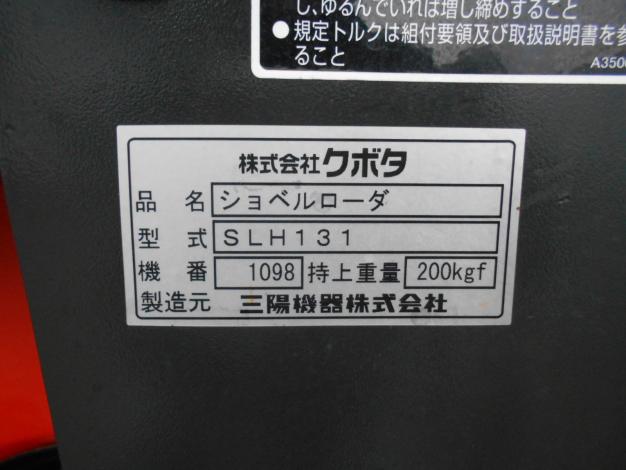 し、ゆるんでいれば増し締めすること
●規定トルクは組付要領及び取扱説明書を参
ること
A3500
株式会社クボタ
品名 ショベルローダ
型式 SLH131
機番 1098 持上重量 200kgf
製造元 三陽機器株式会社